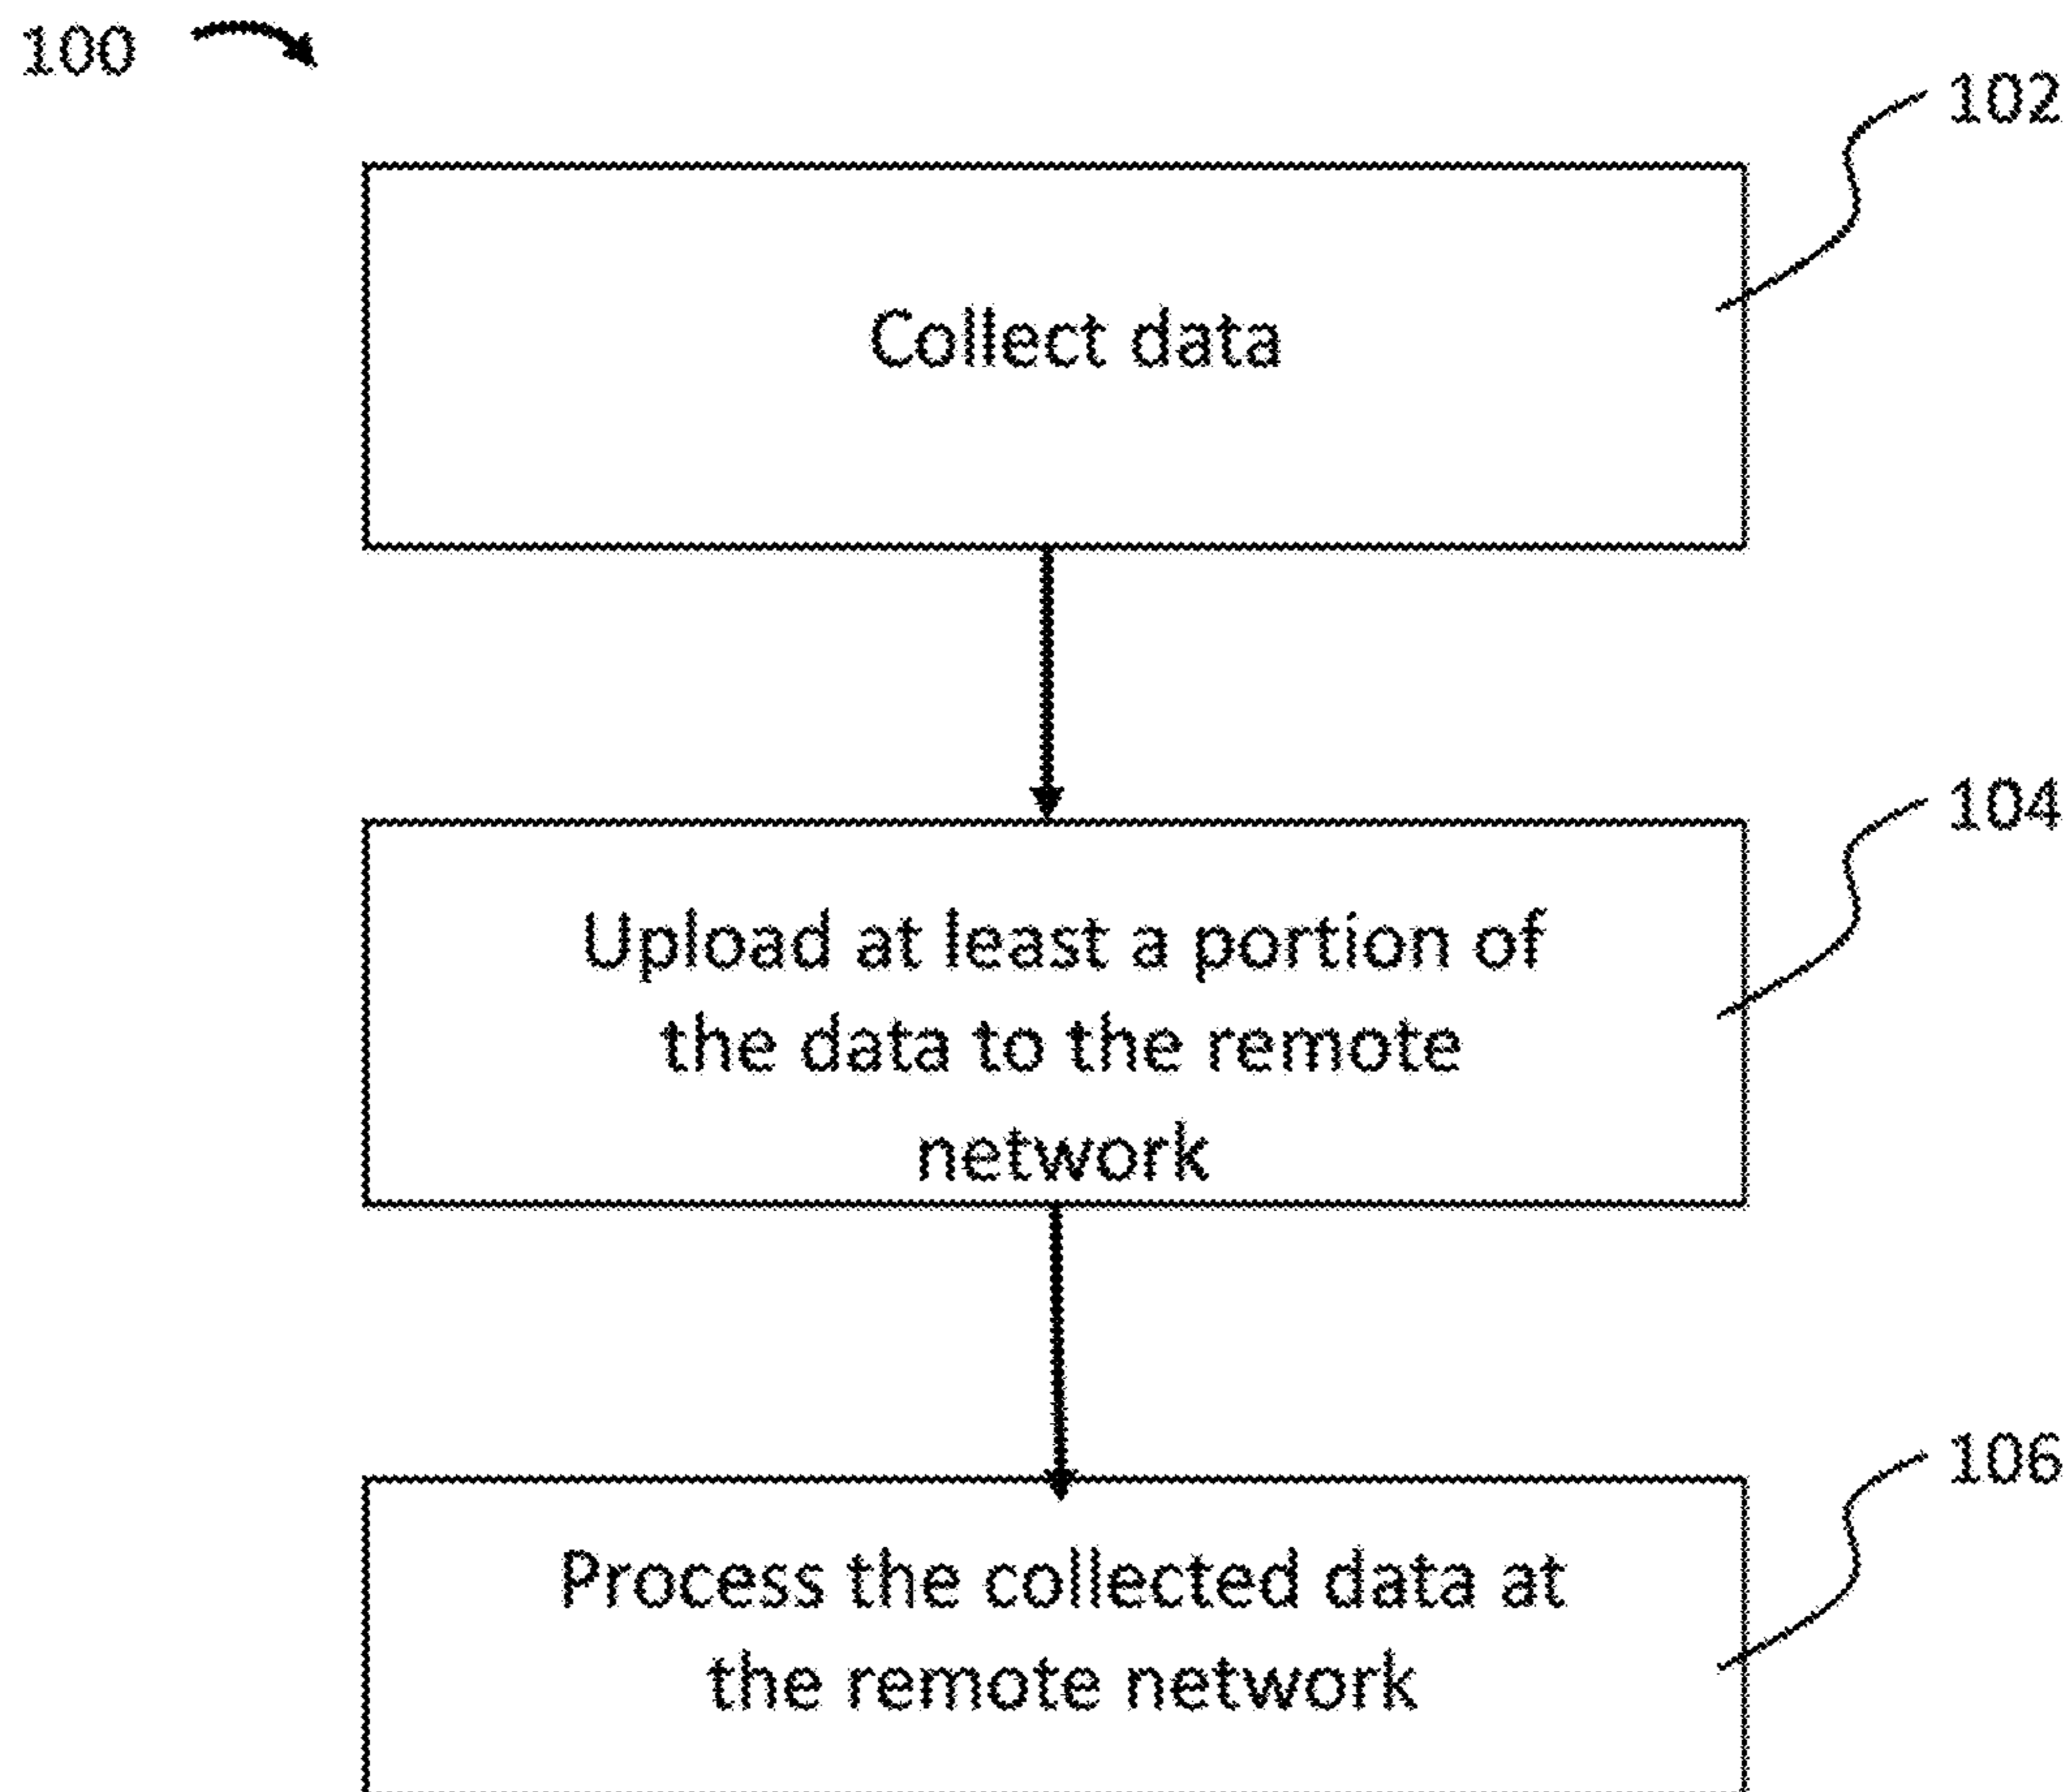 100
102
Collect data
104
Upload at least a portion of
the data to the remote
network
106
Process the collected data at
the remote network